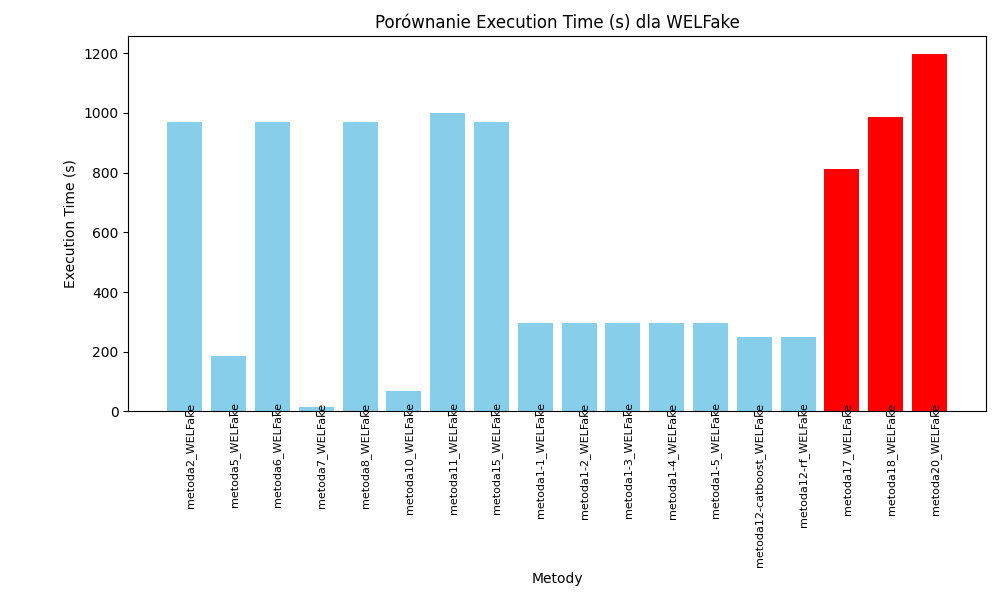 Porównanie Execution Time (s) dla WELFake
Execution Time (s)
1200
1000
800
600
400
200
0
metoda2_WELFake
metoda5_WELFake
metoda6_WELFake
metoda7_WELFake
metoda8_WELFake
metoda10_WELFake
metoda11_WELFake
metoda15_WELFake
metoda1-1_WELFake
metoda1-2_WELFake
metoda1-3_WELFake
metoda1-4_WELFake
metoda1-5_WELFake
metoda12-catboost_WELFake
metoda12-rf_WELFake
metoda17_WELFake
metoda18_WELFake
metoda20_WELFake
Metody